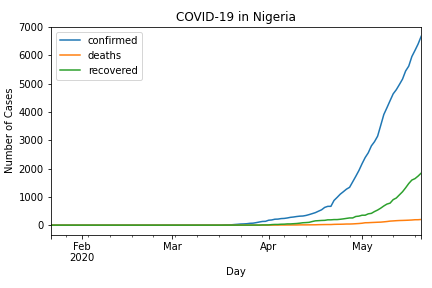 COVID-19 in Nigeria
confirmed
deaths
recovered
Number of Cases
7000
6000
5000
4000
3000
2000
1000
0
Feb
2020
Mar
Apr
May
Day